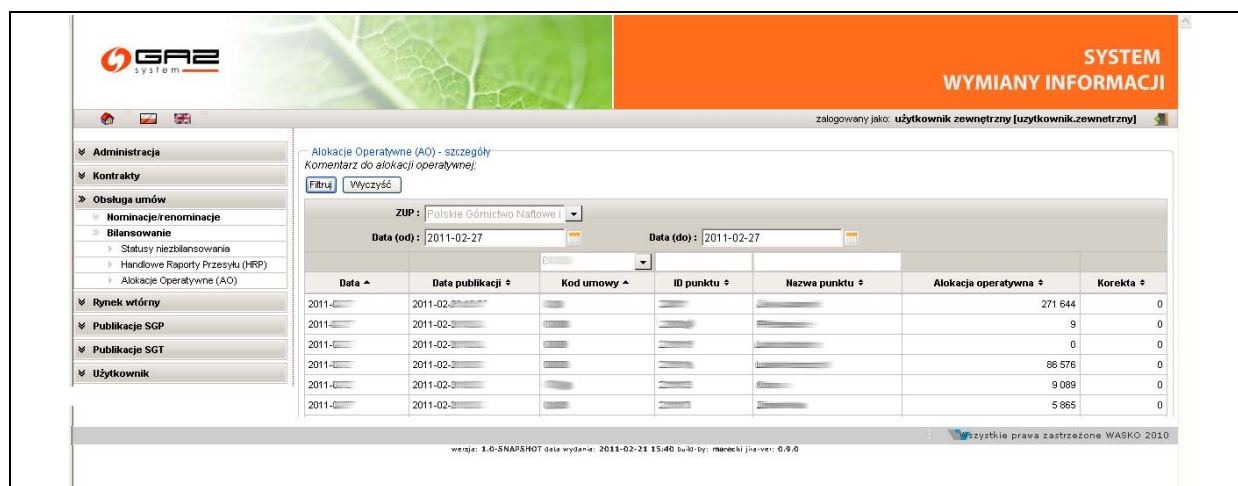 GAZ
system
SYSTEM
WYMIANY INFORMACJI
zalogowany jako: użytkownik zewnętrzny [uzytkownik.zewnetrzny]
Administracja
Kontrakty
Obsługa umów
Nominacje/renominacje
Bilansowanie
Statusy niezbilansowania
Handlowe Raporty Przesyłu (HRP)
Alokacje Operatywne (AO)
Rynek wtórny
Publikacje SGP
Publikacje SGT
Użytkownik
Alokacje Operatywne (AO) - szczegóły
Komentarz do alokacji operatywnej:
Filtruj Wyczyść
ZUP : Polskie Górnictwo Naftowe i
Data (od) : 2011-02-27 Data (do) : 2011-02-27
Data Data publikacji Kod umowy ID punktu Nazwa punktu Alokacja operatywna Korekta
2011- 2011-02- 271 644 0
2011- 2011-02- 9 0
2011- 2011-02- 0 0
2011- 2011-02- 86 576 0
2011- 2011-02- 9 089 0
2011- 2011-02- 5 865 0
Wszystkie prawa zastrzeżone WASKO 2010
wersja: 1.0-SNAPSHOT data wydania: 2011-02-21 15:40 build-by: marecki jira-ver: 0.9.0